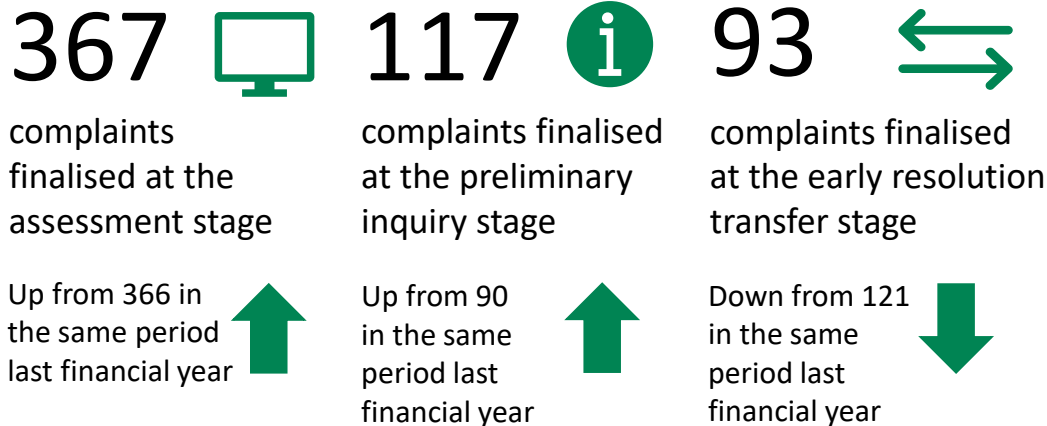 367
complaints
finalised at the
assessment stage
Up from 366 in
the same period
last financial year
117
i
complaints finalised
at the preliminary
inquiry stage
Up from 90
in the same
period last
financial year
93
complaints finalised
at the early resolution
transfer stage
Down from 121
in the same
period last
financial year